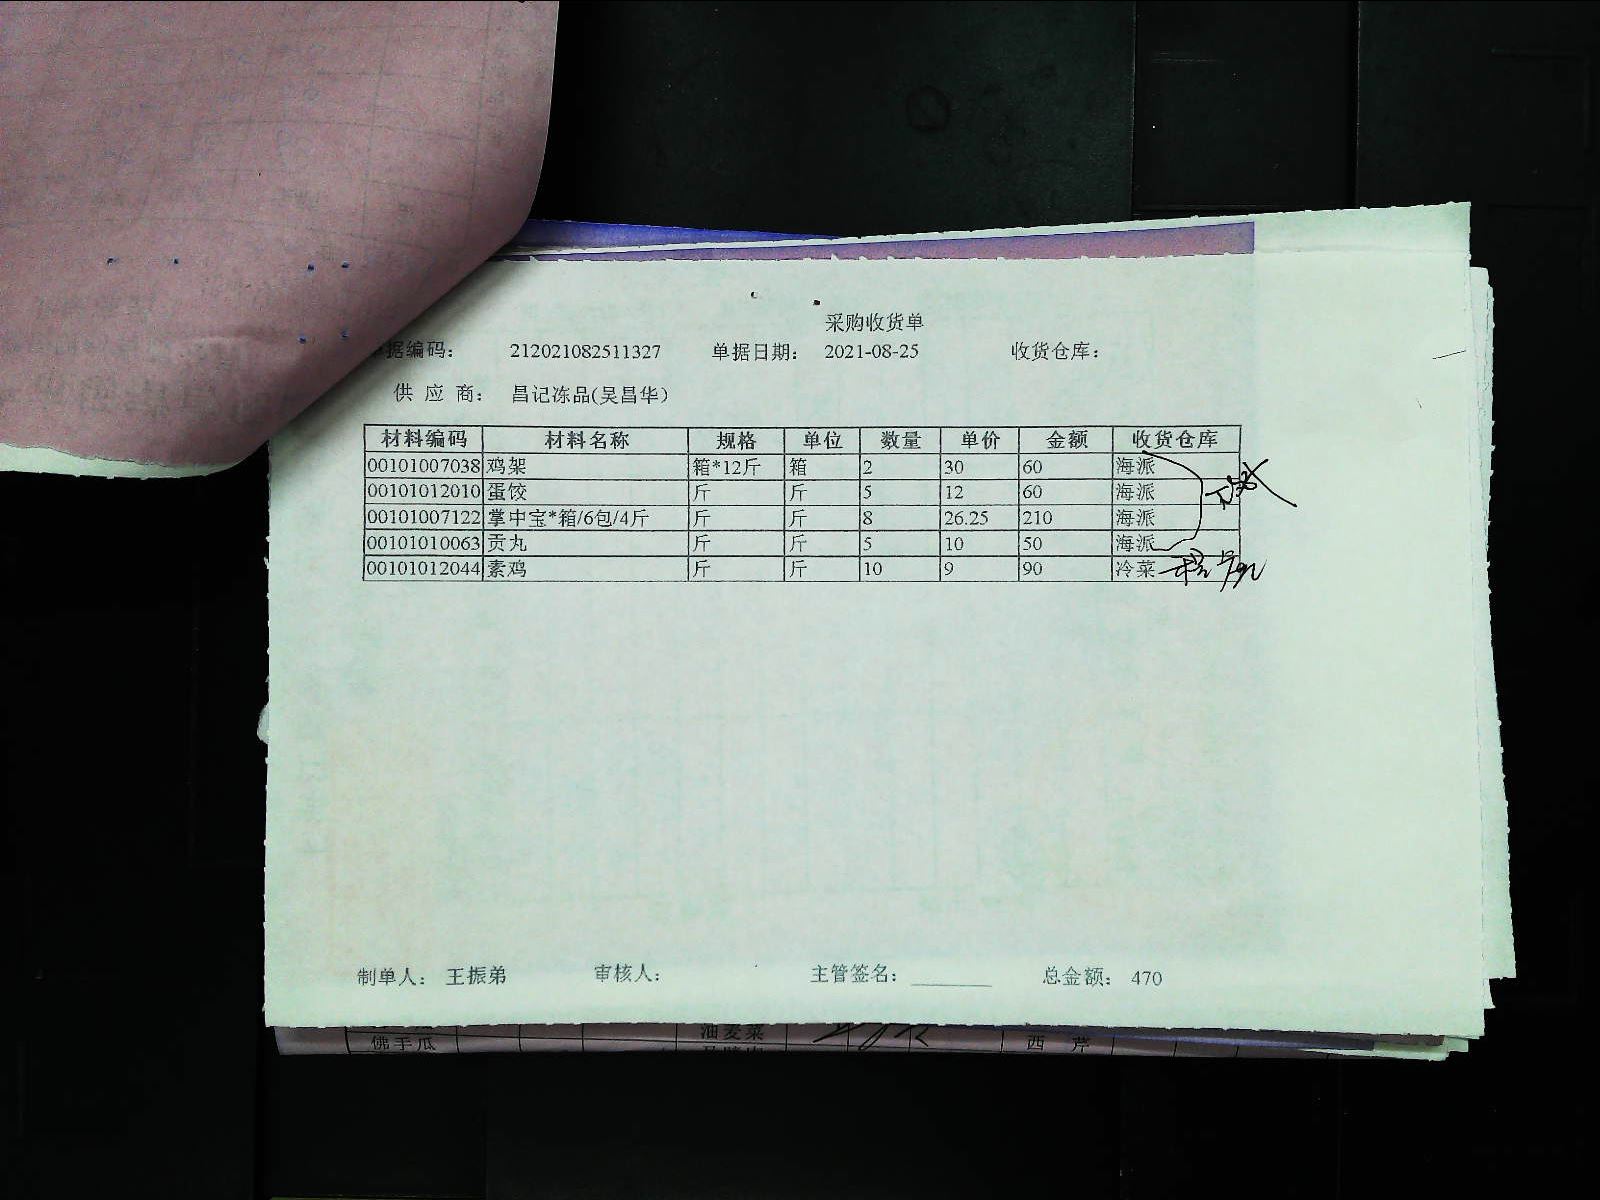 采购收货单
据编码： 212021082511327 单据日期： 2021-08-25 收货仓库：
供 应 商： 昌记冻品(吴昌华)
材料编码 材料名称 规格 单位 数量 单价 金额 收货仓库
00101007038 鸡架 箱*12斤 箱 2 30 60 海派
00101012010 蛋饺 斤 斤 5 12 60 海派
00101007122 掌中宝*箱/6包/4斤 斤 斤 8 26.25 210 海派
00101010063 贡丸 斤 斤 5 10 50 海派
00101012044 素鸡 斤 斤 10 9 90 冷菜
制单人： 王振弟 审核人： 主管签名： 总金额： 470
油麦菜
佛手瓜 西 芹